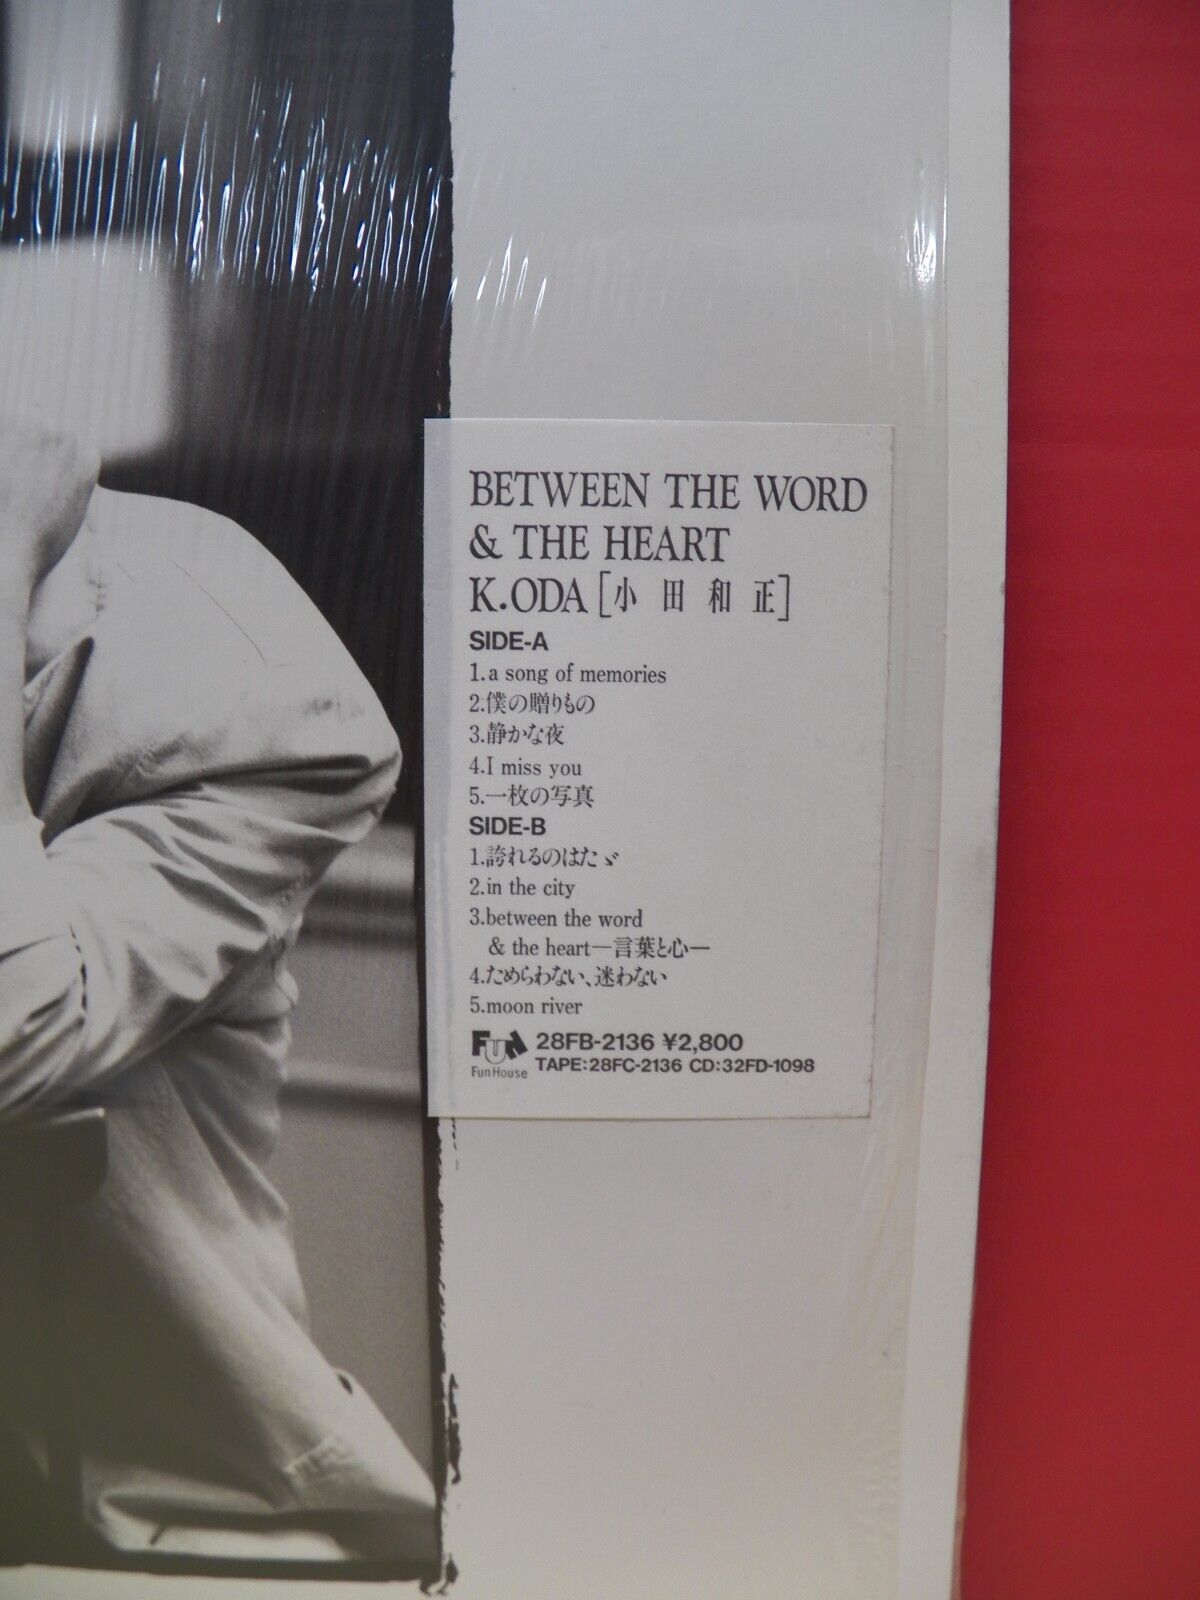 BETWEEN THE WORD
& THE HEART
K.ODA [小田和正]
SIDE-A
1.a song of memories
2.僕の贈りもの
3.静かな夜
4.I miss you
5.一枚の写真
SIDE-B
1.誇れるのはたゞ
2.in the city
3.between the word
& the heart—言葉と心—
4.ためらわない、迷わない
5.moon river
Fun 28FB-2136 ¥2,800
Fun House TAPE:28FC-2136 CD:32FD-1098